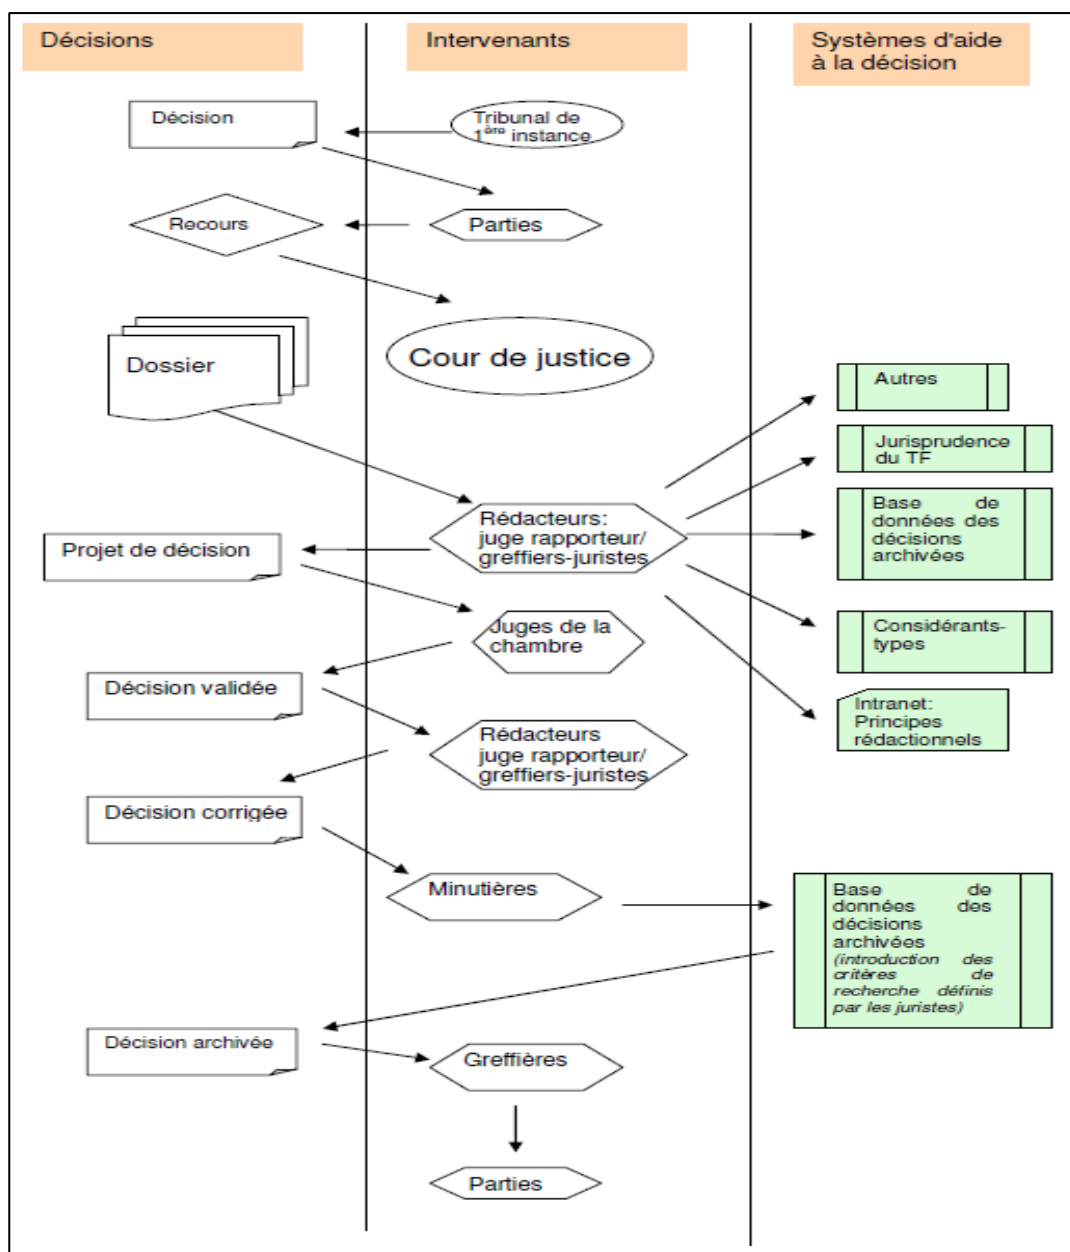 Décisions
Intervenants
Systèmes d'aide
à la décision
Décision
Tribunal de
1ère instance
Recours
Parties
Dossier
Cour de justice
Autres
Jurisprudence
du TF
Base de
données des
décisions
archivées
Rédacteurs:
juge rapporteur/
greffiers-juristes
Projet de décision
Juges de la
chambre
Considérants-
types
Décision validée
Intranet:
Principes
rédactionnels
Rédacteurs
juge rapporteur/
greffiers-juristes
Décision corrigée
Minutières
Base de
données des
décisions
archivées
(introduction des
critères de
recherche définis
par les juristes)
Décision archivée
Greffières
Parties